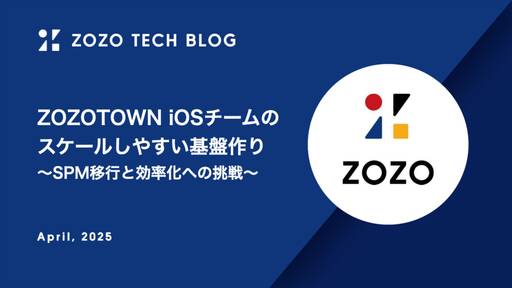 ZOZO TECH BLOG
ZOZOTOWN iOSチームの
スケールしやすい基盤作り
〜SPM移行と効率化への挑戦〜
ZOZO
April, 2025